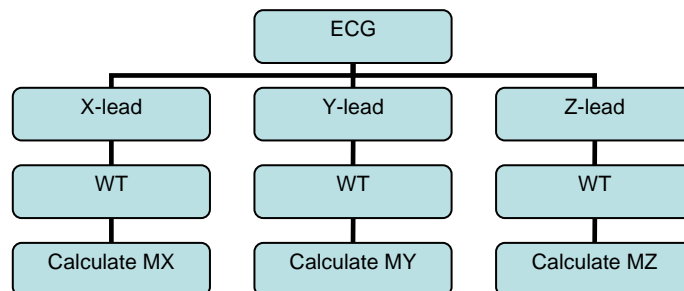 ECG
X-lead Y-lead Z-lead
WT WT WT
Calculate MX Calculate MY Calculate MZ